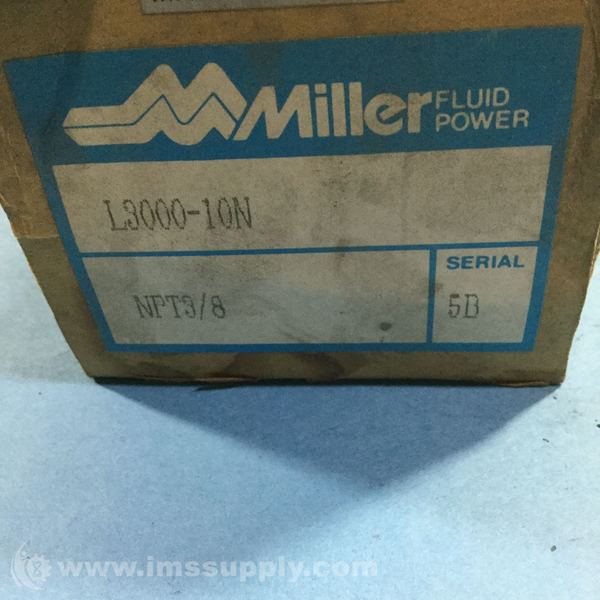 Miller FLUID POWER
L3000-10N
SERIAL
NPT3/8
5B
www.imssupply.com